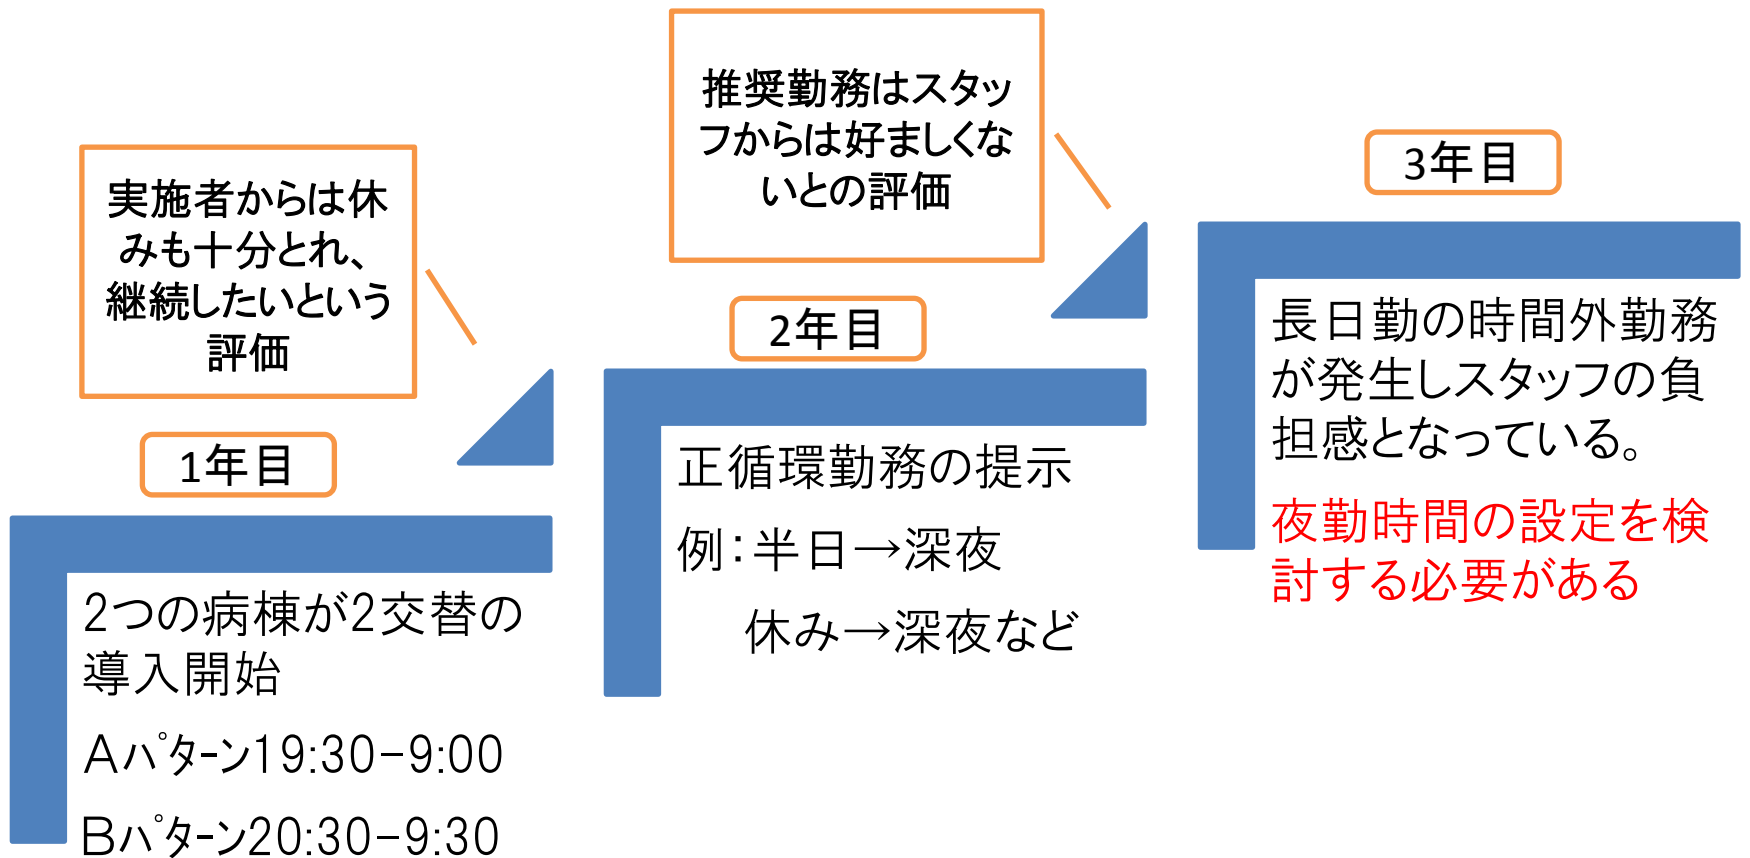 実施者からは休
みも十分とれ、
継続したいという
評価
1年目
2つの病棟が2交替の
導入開始
Aパターン19:30-9:00
Bパターン20:30-9:30
推奨勤務はスタッ
フからは好ましくな
いとの評価
2年目
正循環勤務の提示
例:半日→深夜
休み→深夜など
3年目
長日勤の時間外勤務
が発生しスタッフの負
担感となっている。
夜勤時間の設定を検
討する必要がある